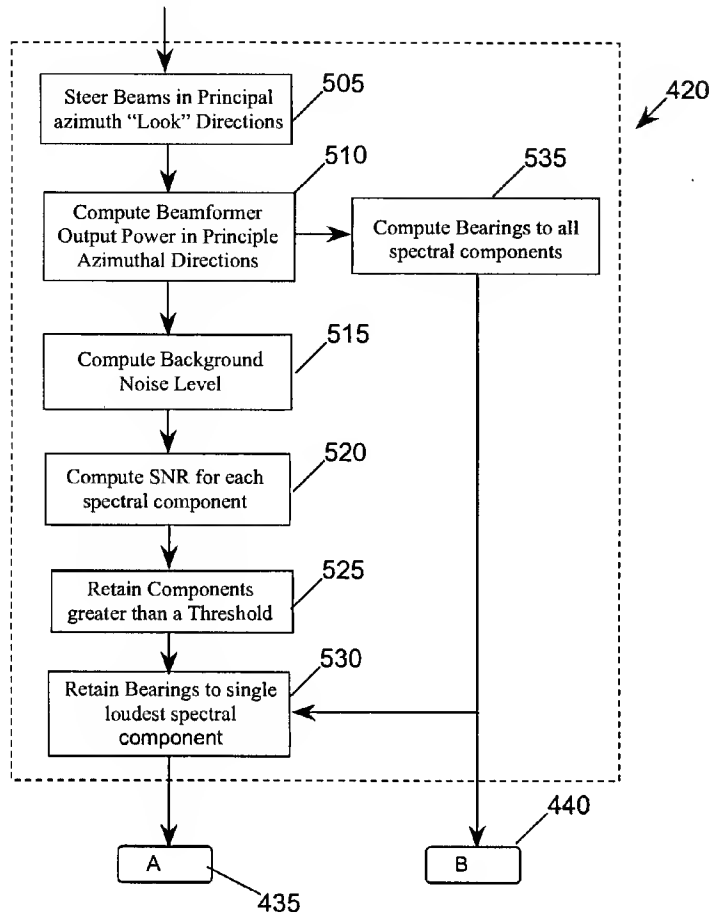 505
Steer Beams in Principal
azimuth “Look” Directions
420
510
Compute Beamformer
Output Power in Principle
Azimuthal Directions
535
Compute Bearings to all
spectral components
515
Compute Background
Noise Level
520
Compute SNR for each
spectral component
525
Retain Components
greater than a Threshold
530
Retain Bearings to single
loudest spectral
component
A
435
B
440